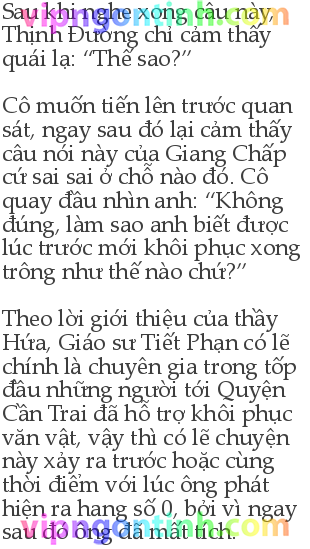 Sau khi nghe xong câu này,
Thịnh Đường chỉ cảm thấy
quái lạ: “Thế sao?”
Cô muốn tiến lên trước quan
sát, ngay sau đó lại cảm thấy
câu nói này của Giang Chấp
cứ sai sai ở chỗ nào đó. Cô
quay đầu nhìn anh: “Không
đúng, làm sao anh biết được
lúc trước mới khôi phục xong
trông như thế nào chứ?”
Theo lời giới thiệu của thầy
Hứa, Giáo sư Tiết Phạn có lẽ
chính là chuyên gia trong tốp
đầu những người tới Quyện
Cần Trai đã hỗ trợ khôi phục
văn vật, vậy thì có lẽ chuyện
này xảy ra trước hoặc cùng
thời điểm với lúc ông phát
hiện ra hang số 0, bởi vì ngay
sau đó ông đã mất tích.
vipngontinh.com
vipngontinh.com